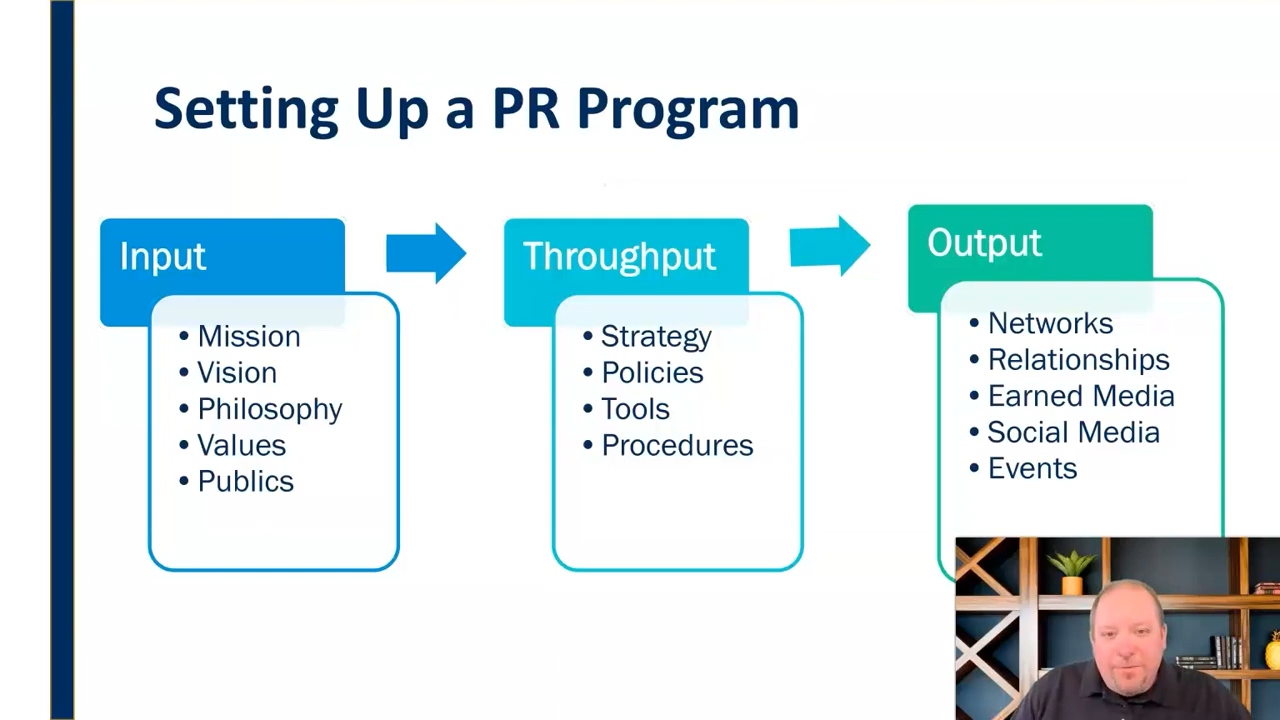 Setting Up a PR Program
Input
• Mission
• Vision
• Philosophy
• Values
• Publics
Throughput
• Strategy
• Policies
• Tools
• Procedures
Output
• Networks
• Relationships
• Earned Media
• Social Media
• Events